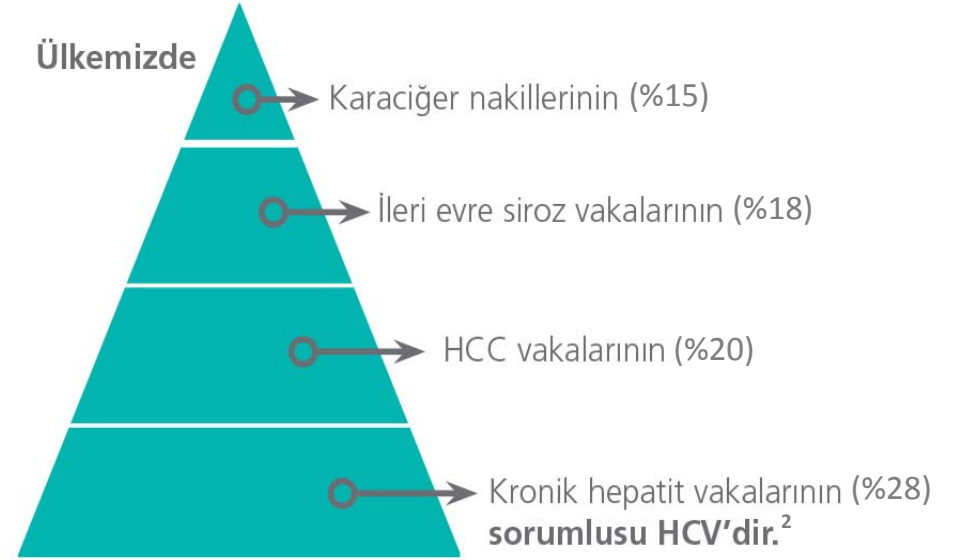 Ülkemizde
Karaciğer nakillerinin (%15)
İleri evre siroz vakalarının (%18)
HCC vakalarının (%20)
Kronik hepatit vakalarının (%28)
sorumlusu HCV’dir.²